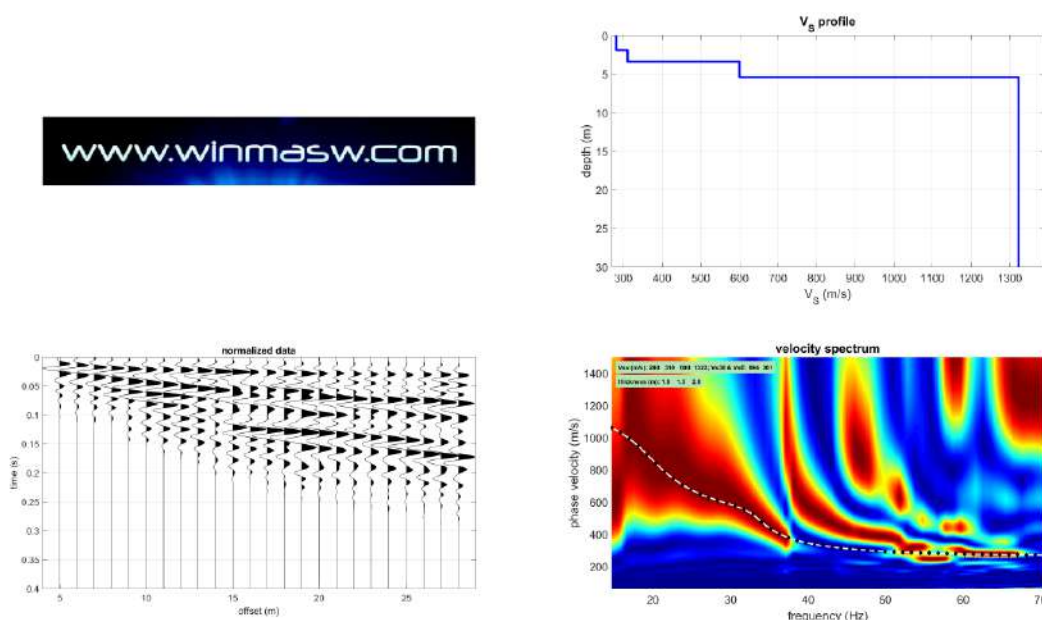 www.winmasw.com
V_S profile
0
5
10
15
20
25
30
depth (m)
300 400 500 600 700 800 900 1000 1100 1200 1300
V_S (m/s)
normalized data
0
0.05
0.1
0.15
0.2
0.25
0.3
0.35
0.4
time (s)
5 10 15 20 25
offset (m)
velocity spectrum
1400
1200
1000
800
600
400
200
phase velocity (m/s)
20 30 40 50 60 70
frequency (Hz)